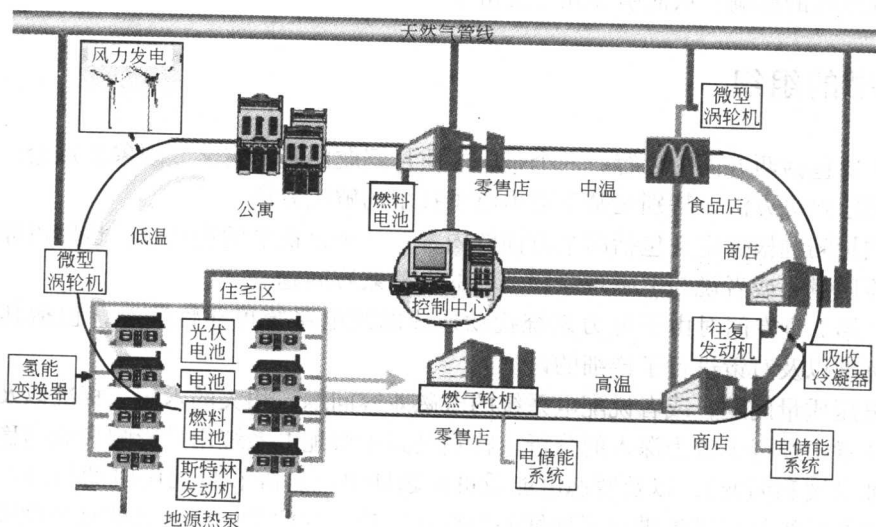 天然气管线
风力发电
微型
涡轮机
公寓
燃料
电池
零售店
中温
食品店
低温
商店
微型
涡轮机
住宅区
控制中心
光伏
电池
往复
发动机
吸收
冷凝器
氢能
变换器
电池
高温
燃气轮机
燃料
电池
零售店
商店
电储能
系统
电储能
系统
斯特林
发动机
地源热泵